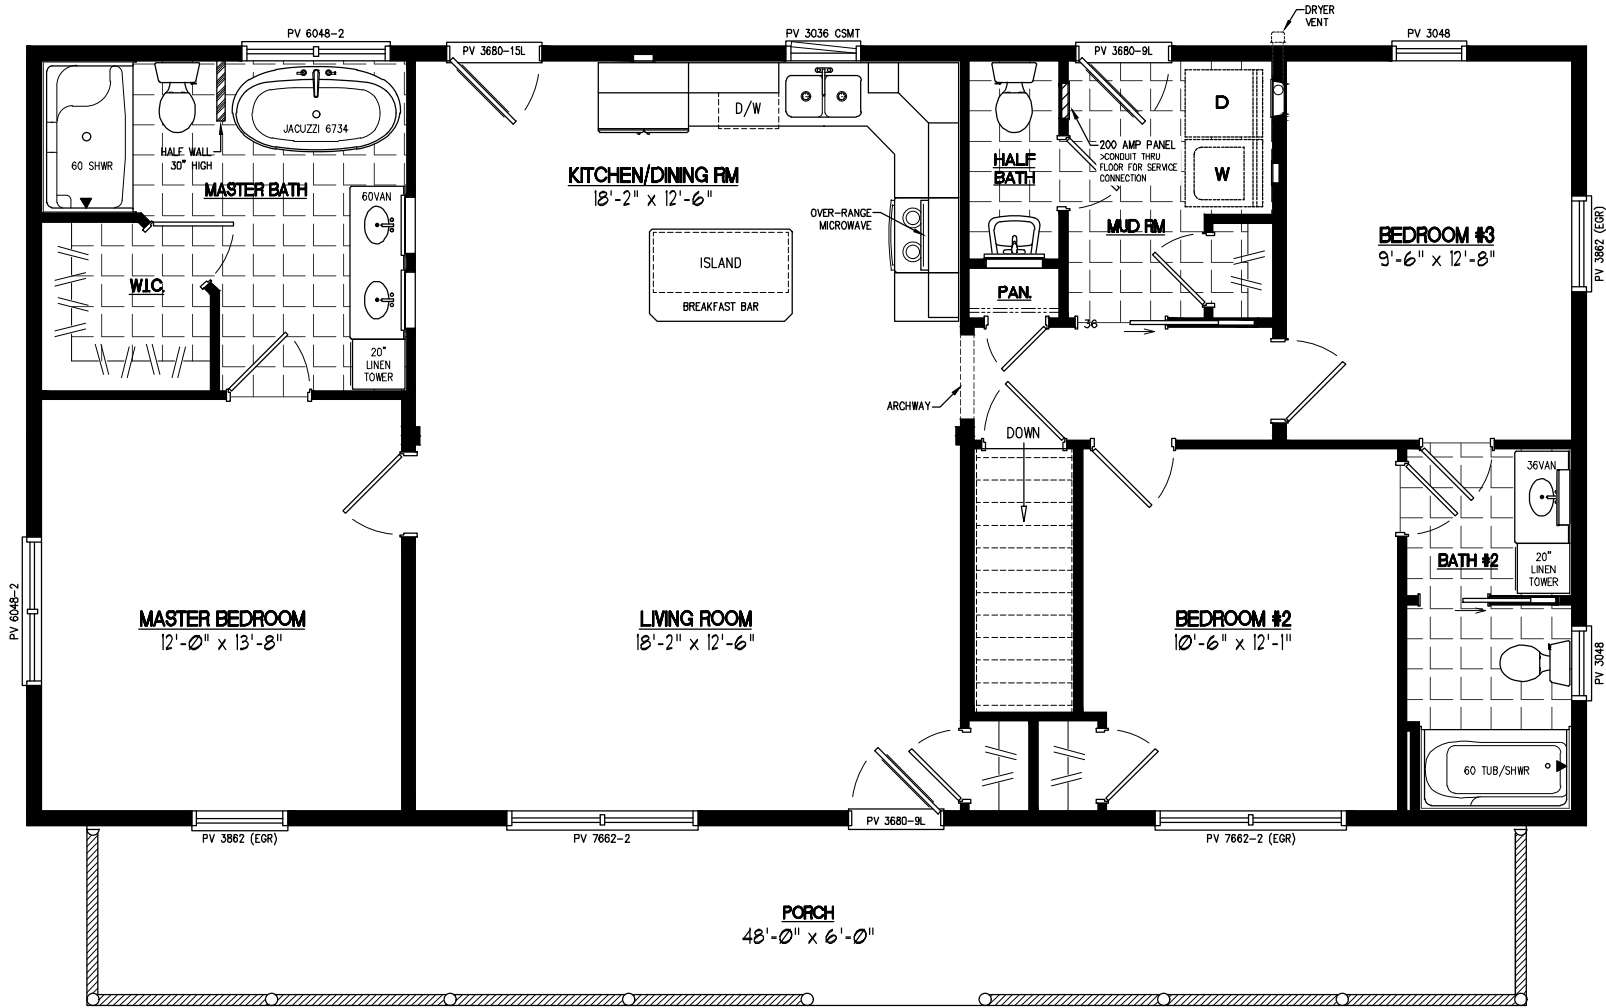 DRYER
VENT
PV 6048-2
PV 3680-15L
PV 3036 CSMT
PV 3680-9L
PV 3048
60 SHWR
JACUZZI 6734
HALF WALL
30" HIGH
MASTER BATH
60VAN
W.I.C.
20"
LINEN
TOWER
KITCHEN/DINING RM
18'-2" x 12'-6"
D/W
OVER-RANGE
MICROWAVE
ISLAND
BREAKFAST BAR
HALF
BATH
200 AMP PANEL
>CONDUIT THRU
FLOOR FOR SERVICE
CONNECTION
D
W
MUD RM
PAN.
36
BEDROOM #3
9'-6" x 12'-8"
PV 3862 (EGR)
ARCHWAY
DOWN
36VAN
BATH #2
20"
LINEN
TOWER
PV 6048-2
MASTER BEDROOM
12'-0" x 13'-8"
LIVING ROOM
18'-2" x 12'-6"
BEDROOM #2
10'-6" x 12'-1"
PV 3048
60 TUB/SHWR
PV 3862 (EGR)
PV 7662-2
PV 3680-9L
PV 7662-2 (EGR)
PORCH
48'-0" x 6'-0"